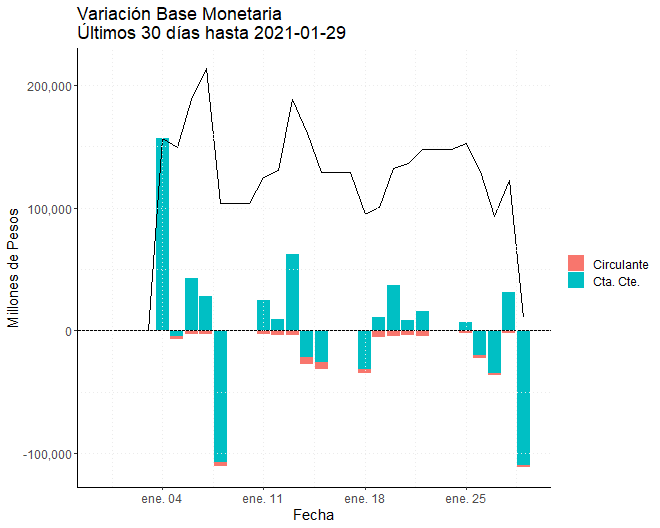 Variación Base Monetaria
Últimos 30 días hasta 2021-01-29
Millones de Pesos
200,000
100,000
0
-100,000
ene. 04
ene. 11
ene. 18
ene. 25
Fecha
Circulante
Cta. Cte.